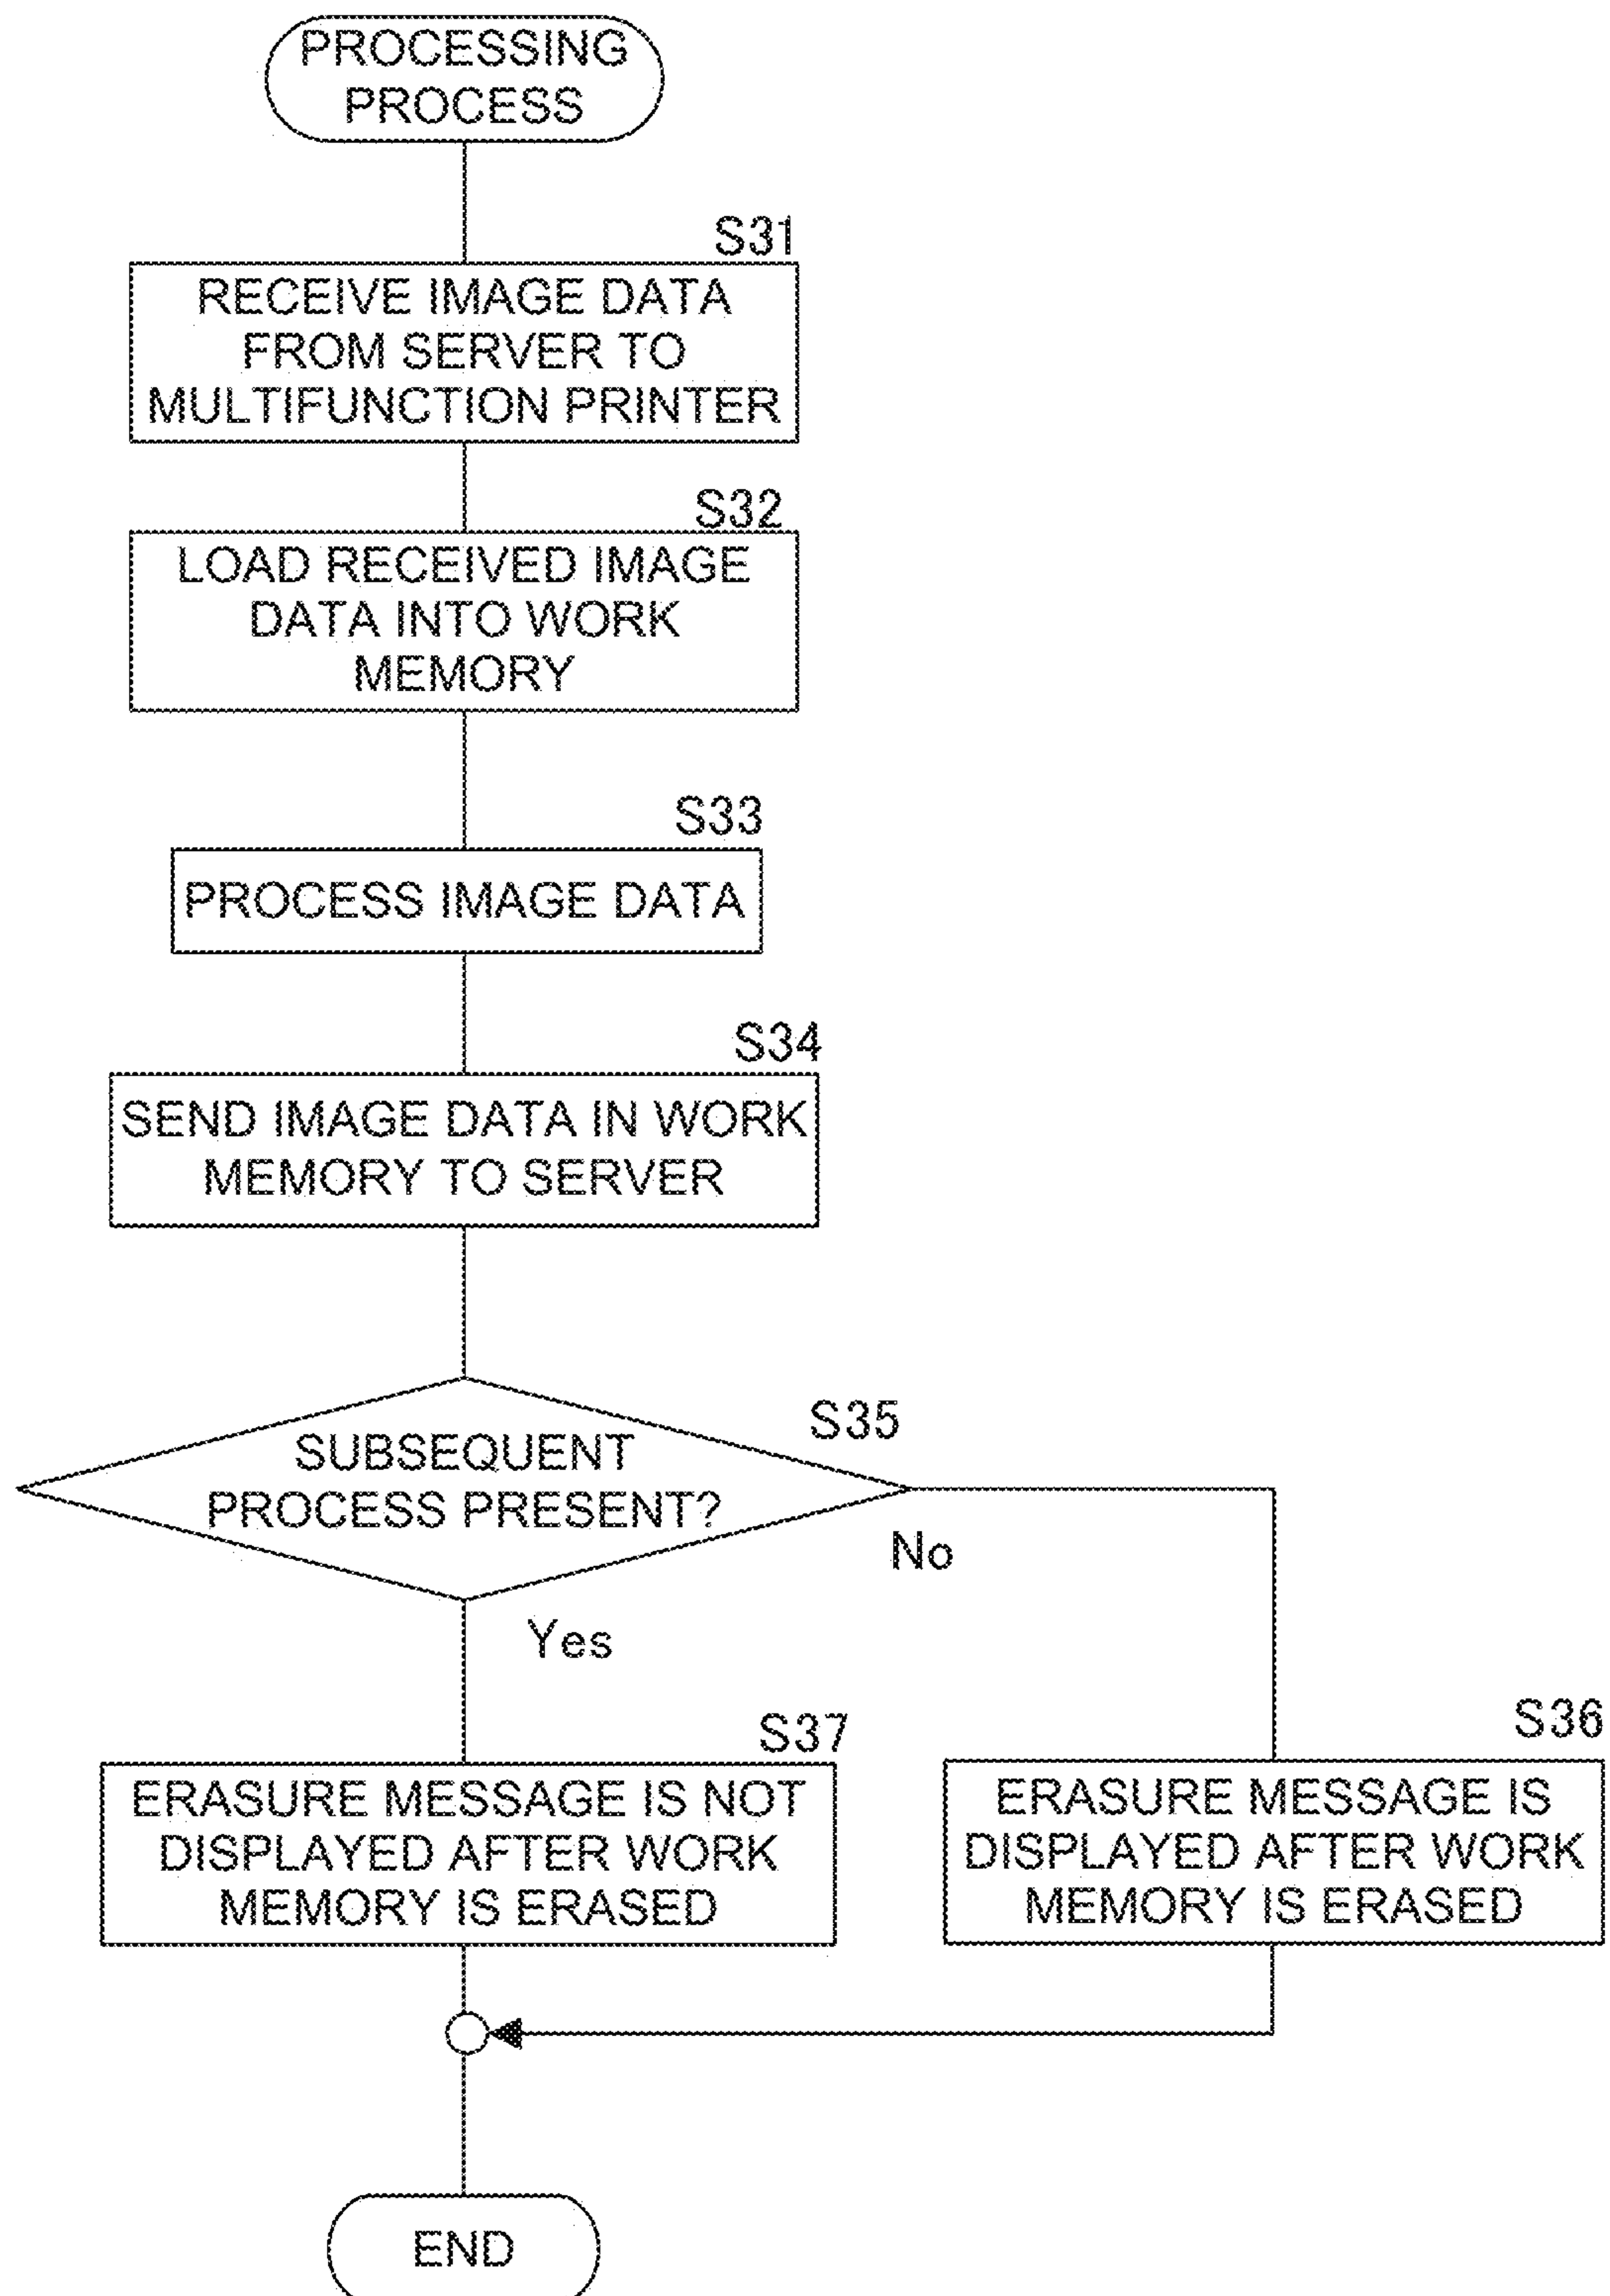 PROCESSING
PROCESS
S31
RECEIVE IMAGE DATA
FROM SERVER TO
MULTIFUNCTION PRINTER
S32
LOAD RECEIVED IMAGE
DATA INTO WORK
MEMORY
S33
PROCESS IMAGE DATA
S34
SEND IMAGE DATA IN WORK
MEMORY TO SERVER
S35
SUBSEQUENT
PROCESS PRESENT?
No
Yes
S37
ERASURE MESSAGE IS NOT
DISPLAYED AFTER WORK
MEMORY IS ERASED
S36
ERASURE MESSAGE IS
DISPLAYED AFTER WORK
MEMORY IS ERASED
END